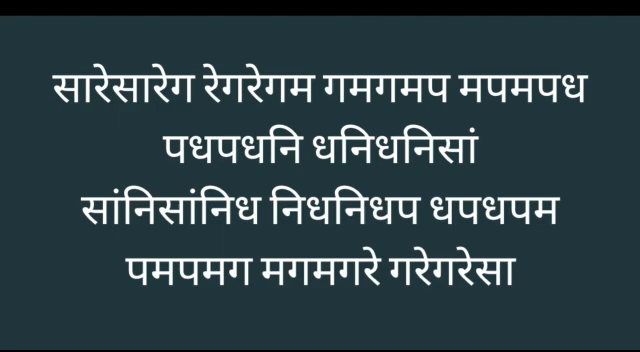 सारेसारेग रेगरेगम गमगमप मपमपध
पधपधनि धनिधनिसां
सांनिसांनिध निधनिधप धपधपम
पमपमग मगमगरे गरेगरेसा